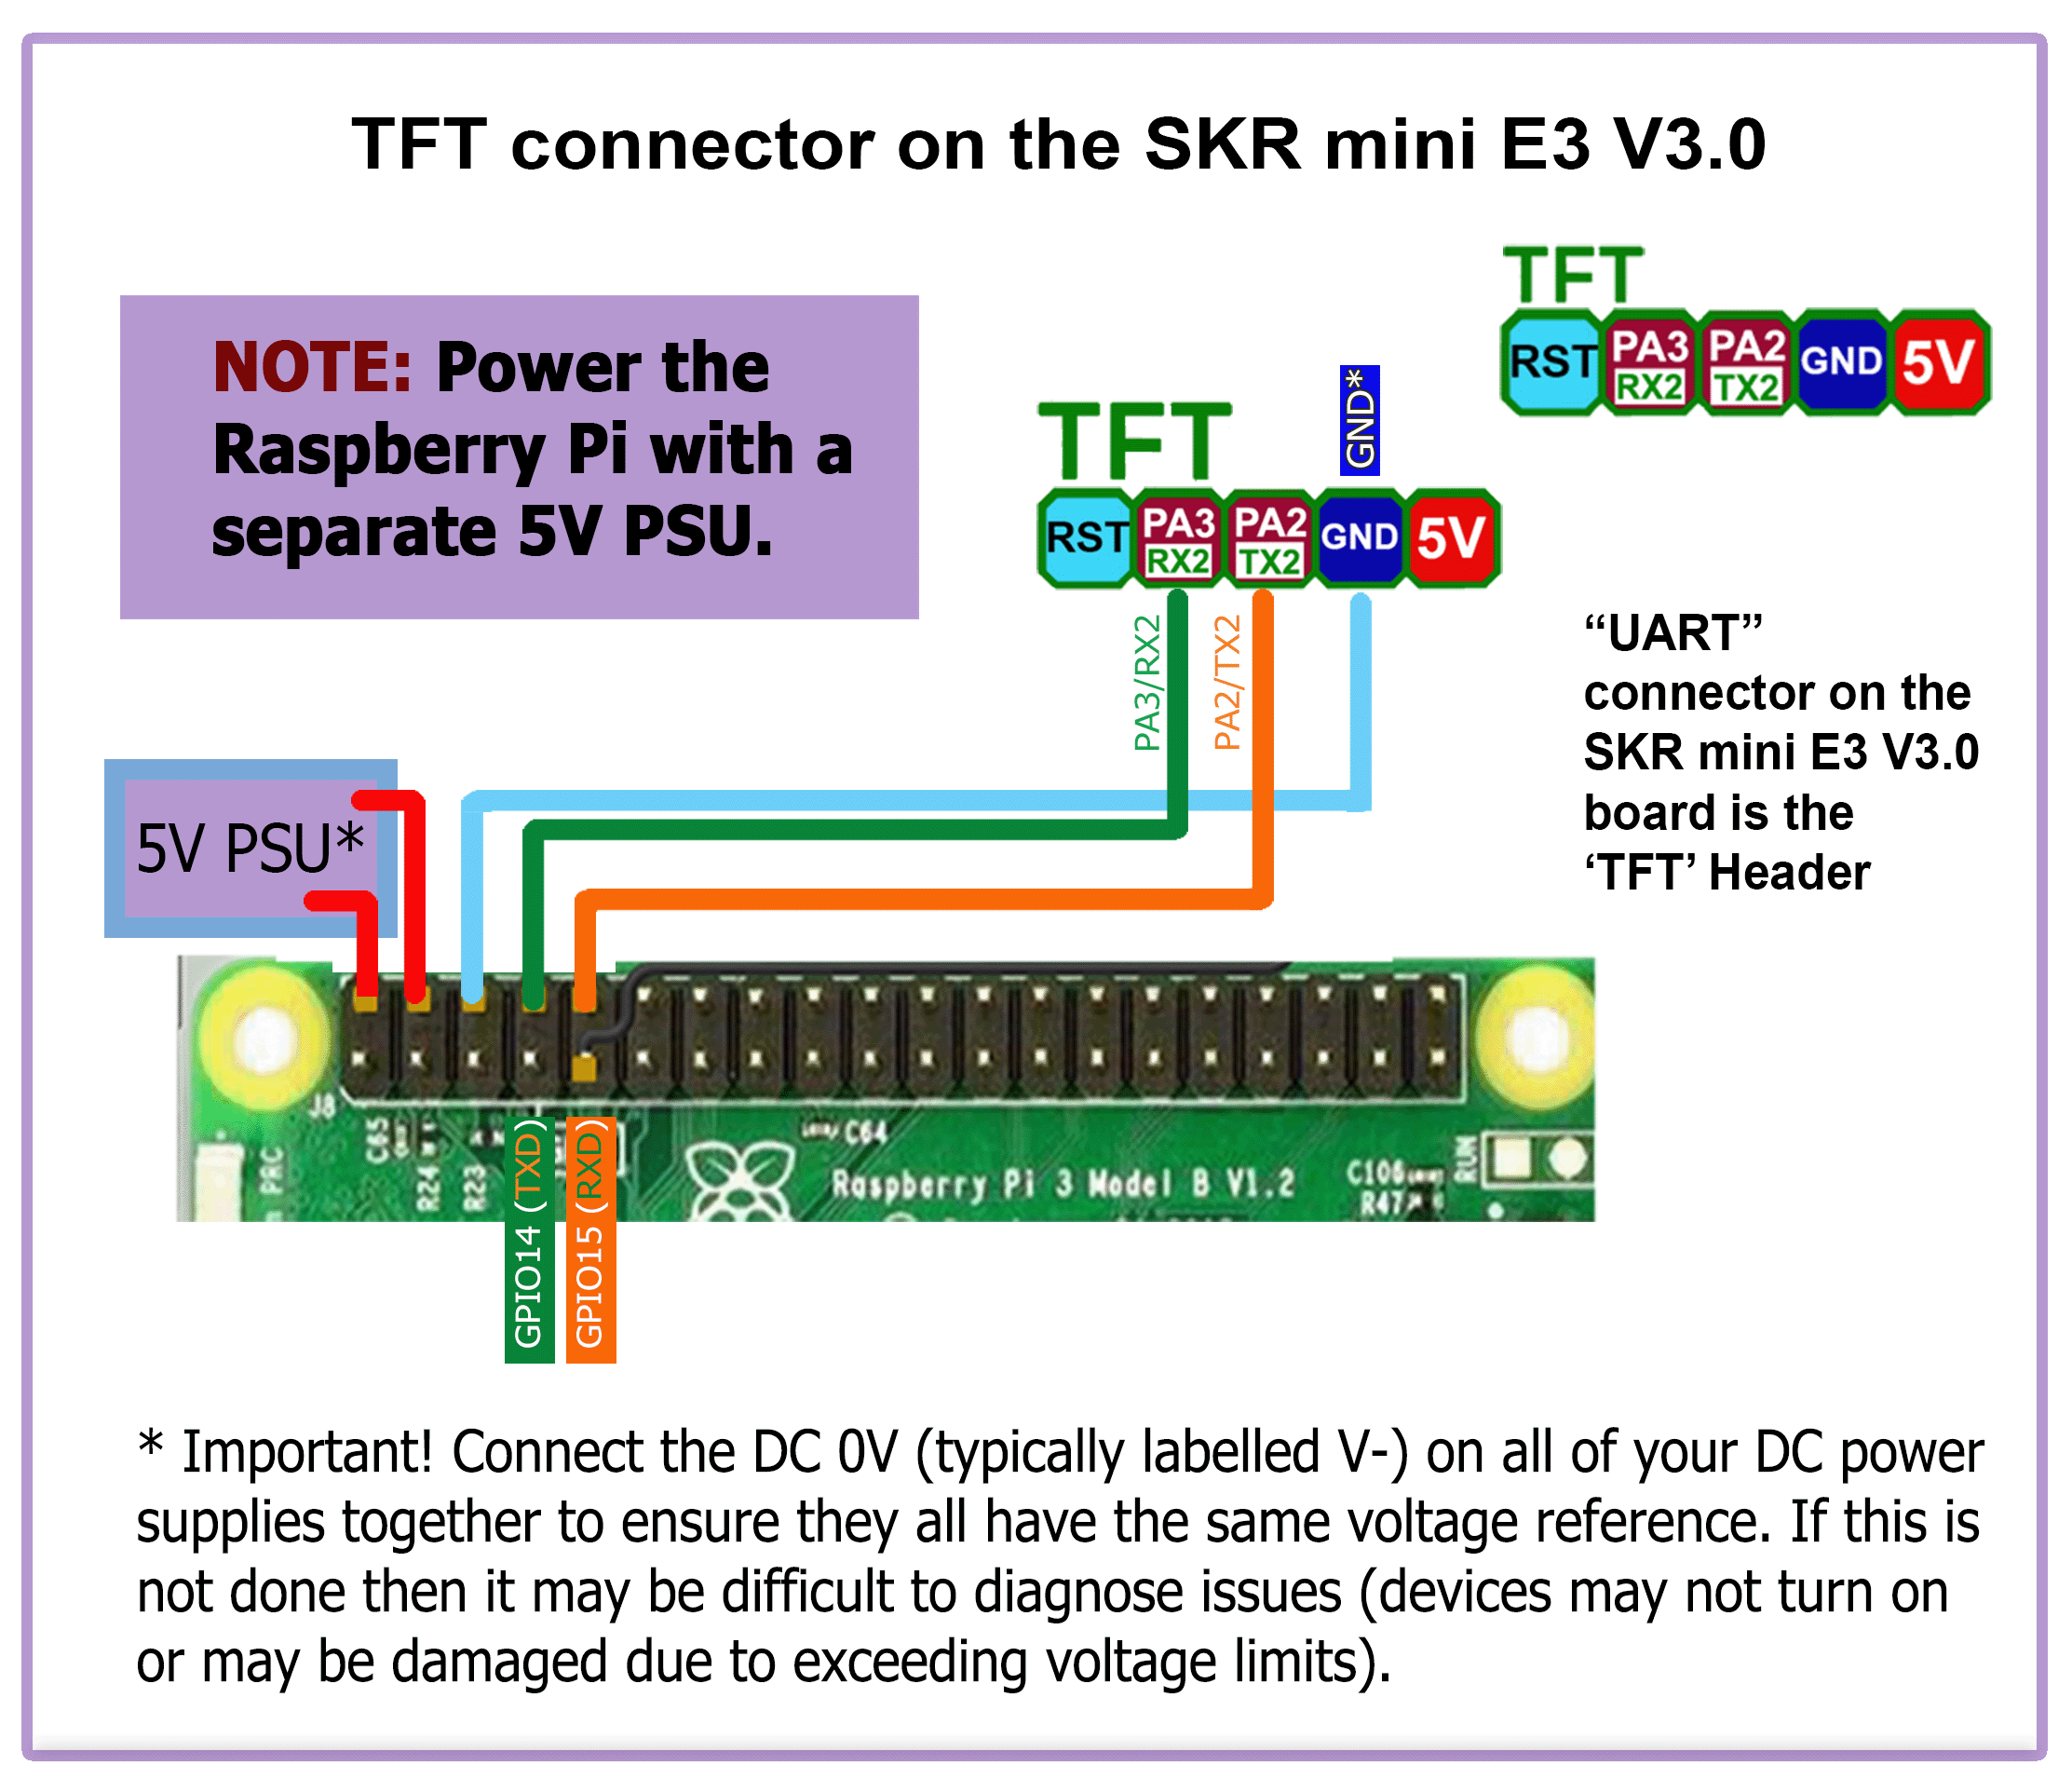 TFT connector on the SKR mini E3 V3.0
NOTE: Power the
Raspberry Pi with a
separate 5V PSU.
TFT
RST PA3 RX2 PA2 TX2 GND 5V
GND*
TFT
RST PA3 RX2 PA2 TX2 GND 5V
PA3/RX2
PA2/TX2
“UART”
connector on the
SKR mini E3 V3.0
board is the
‘TFT’ Header
5V PSU*
J8
C65
R24
R23
PRC
C64
Raspberry Pi 3 Model B V1.2
C106
R47
RUN
GPIO14 (TXD)
GPIO15 (RXD)
* Important! Connect the DC 0V (typically labelled V-) on all of your DC power
supplies together to ensure they all have the same voltage reference. If this is
not done then it may be difficult to diagnose issues (devices may not turn on
or may be damaged due to exceeding voltage limits).